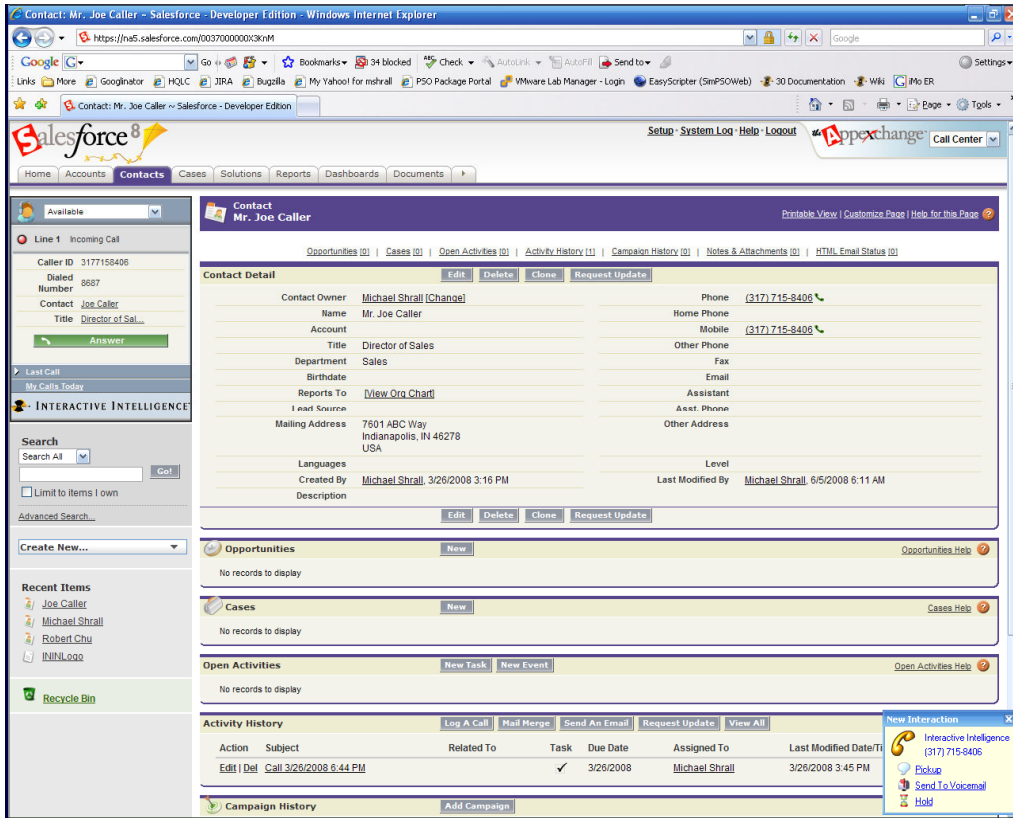 Contact: Mr. Joe Caller ~ Salesforce - Developer Edition - Windows Internet Explorer
https://na5.salesforce.com/0037000000X3KnM
Google
Google G Go Bookmarks 34 blocked Check AutoLink AutoFill Send to Settings
Links More Googlinator HQLC JIRA Bugzilla My Yahoo! for mshrall PSO Package Portal VMware Lab Manager - Login EasyScripter (SimPSOWeb) 30 Documentation Wiki iMo ER
Contact: Mr. Joe Caller ~ Salesforce - Developer Edition
Page Tools
Salesforce 8
Setup · System Log · Help · Logout
Appexchange
Call Center
Home Accounts Contacts Cases Solutions Reports Dashboards Documents
Available
Line 1 Incoming Call
Caller ID 3177158406
Dialed Number 8687
Contact Joe Caller
Title Director of Sal...
Answer
Last Call
My Calls Today
INTERACTIVE INTELLIGENCE
Search
Search All
Go!
Limit to items I own
Advanced Search...
Create New...
Recent Items
Joe Caller
Michael Shrall
Robert Chu
ININLogo
Recycle Bin
Contact
Mr. Joe Caller
Printable View | Customize Page | Help for this Page
Opportunities [0] | Cases [0] | Open Activities [0] | Activity History [1] | Campaign History [0] | Notes & Attachments [0] | HTML Email Status [0]
Contact Detail Edit Delete Clone Request Update
Contact Owner Michael Shrall [Change] Phone (317) 715-8406
Name Mr. Joe Caller Home Phone
Account Mobile (317) 715-8406
Title Director of Sales Other Phone
Department Sales Fax
Birthdate Email
Reports To [View Org Chart] Assistant
Lead Source Asst. Phone
Mailing Address 7601 ABC Way Other Address
Indianapolis, IN 46278
USA
Languages Level
Created By Michael Shrall, 3/26/2008 3:16 PM Last Modified By Michael Shrall, 6/5/2008 6:11 AM
Description
Edit Delete Clone Request Update
Opportunities New Opportunities Help
No records to display
Cases New Cases Help
No records to display
Open Activities New Task New Event Open Activities Help
No records to display
Activity History Log A Call Mail Merge Send An Email Request Update View All
Action Subject Related To Task Due Date Assigned To Last Modified Date/Ti
Edit | Del Call 3/26/2008 6:44 PM 3/26/2008 Michael Shrall 3/26/2008 3:45 PM
Campaign History Add Campaign
New Interaction
Interactive Intelligence
(317) 715-8406
Pickup
Send To Voicemail
Hold